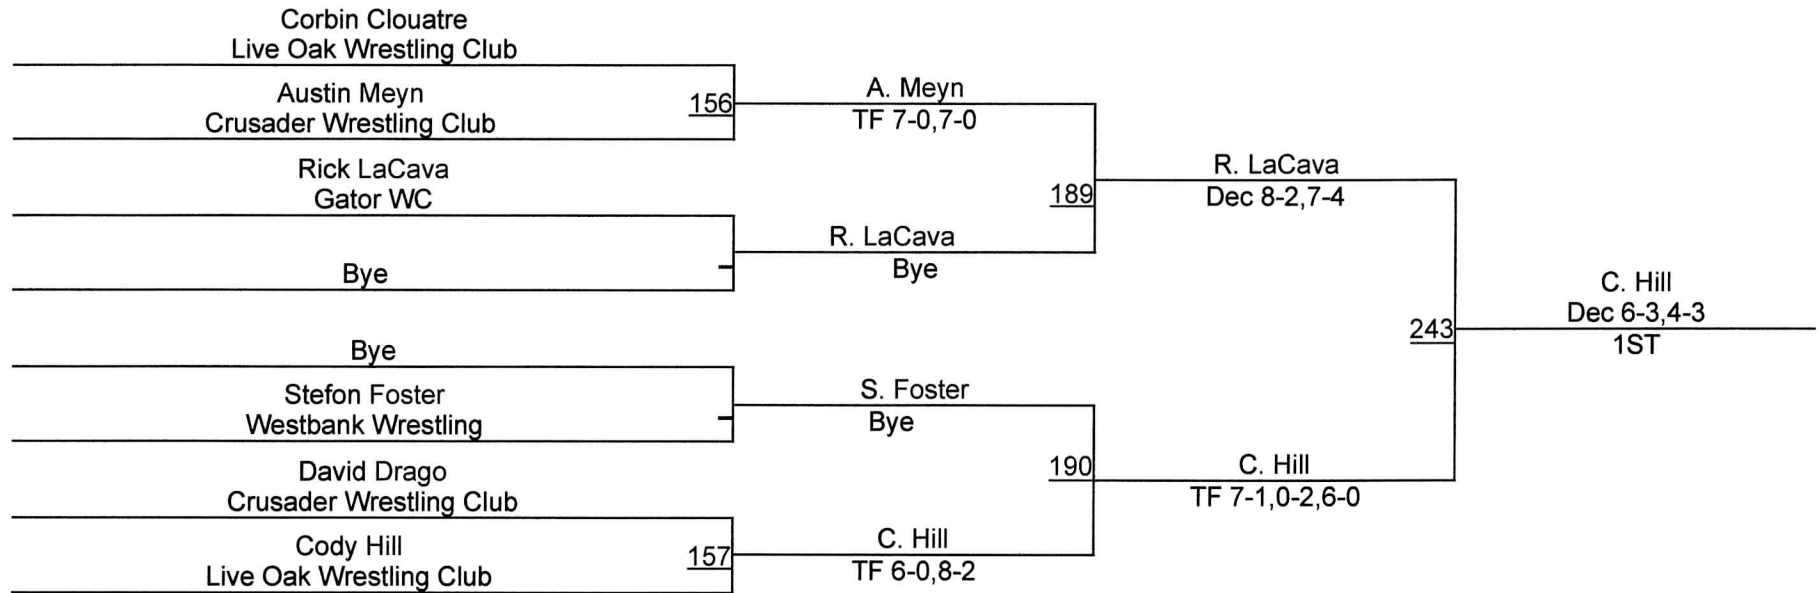 Corbin Clouatre
Live Oak Wrestling Club
Austin Meyn
Crusader Wrestling Club
156
A. Meyn
TF 7-0,7-0
Rick LaCava
Gator WC
Bye
R. LaCava
Bye
189
R. LaCava
Dec 8-2,7-4
Bye
Stefon Foster
Westbank Wrestling
S. Foster
Bye
David Drago
Crusader Wrestling Club
Cody Hill
Live Oak Wrestling Club
157
C. Hill
TF 6-0,8-2
190
C. Hill
TF 7-1,0-2,6-0
243
C. Hill
Dec 6-3,4-3
1ST